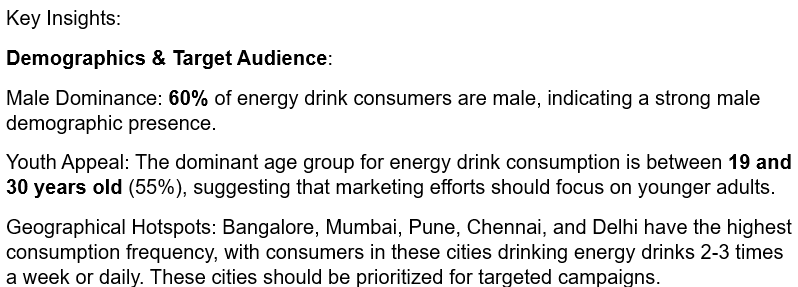 Key Insights:
Demographics & Target Audience:
Male Dominance: 60% of energy drink consumers are male, indicating a strong male
demographic presence.
Youth Appeal: The dominant age group for energy drink consumption is between 19 and
30 years old (55%), suggesting that marketing efforts should focus on younger adults.
Geographical Hotspots: Bangalore, Mumbai, Pune, Chennai, and Delhi have the highest
consumption frequency, with consumers in these cities drinking energy drinks 2-3 times
a week or daily. These cities should be prioritized for targeted campaigns.